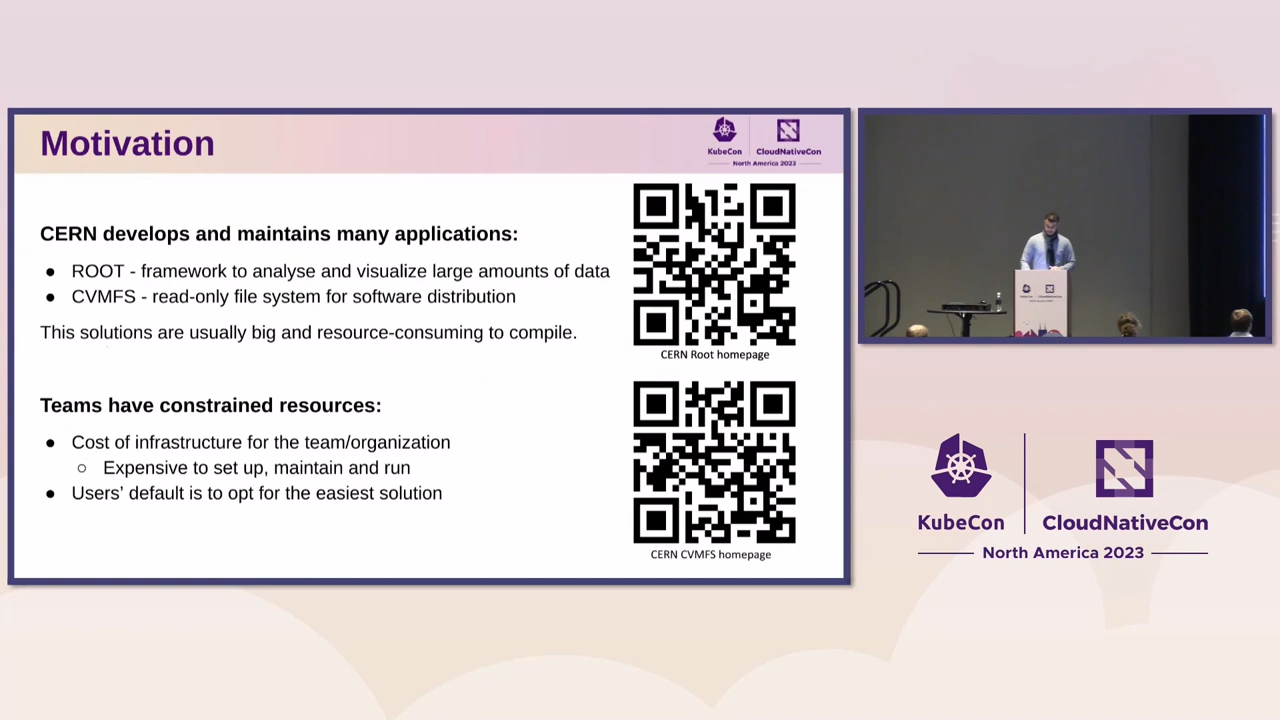 Motivation
KubeCon
CloudNativeCon
North America 2023
CERN develops and maintains many applications:
● ROOT - framework to analyse and visualize large amounts of data
● CVMFS - read-only file system for software distribution
This solutions are usually big and resource-consuming to compile.
CERN Root homepage
Teams have constrained resources:
● Cost of infrastructure for the team/organization
○ Expensive to set up, maintain and run
● Users’ default is to opt for the easiest solution
CERN CVMFS homepage
KubeCon
CloudNativeCon
North America 2023